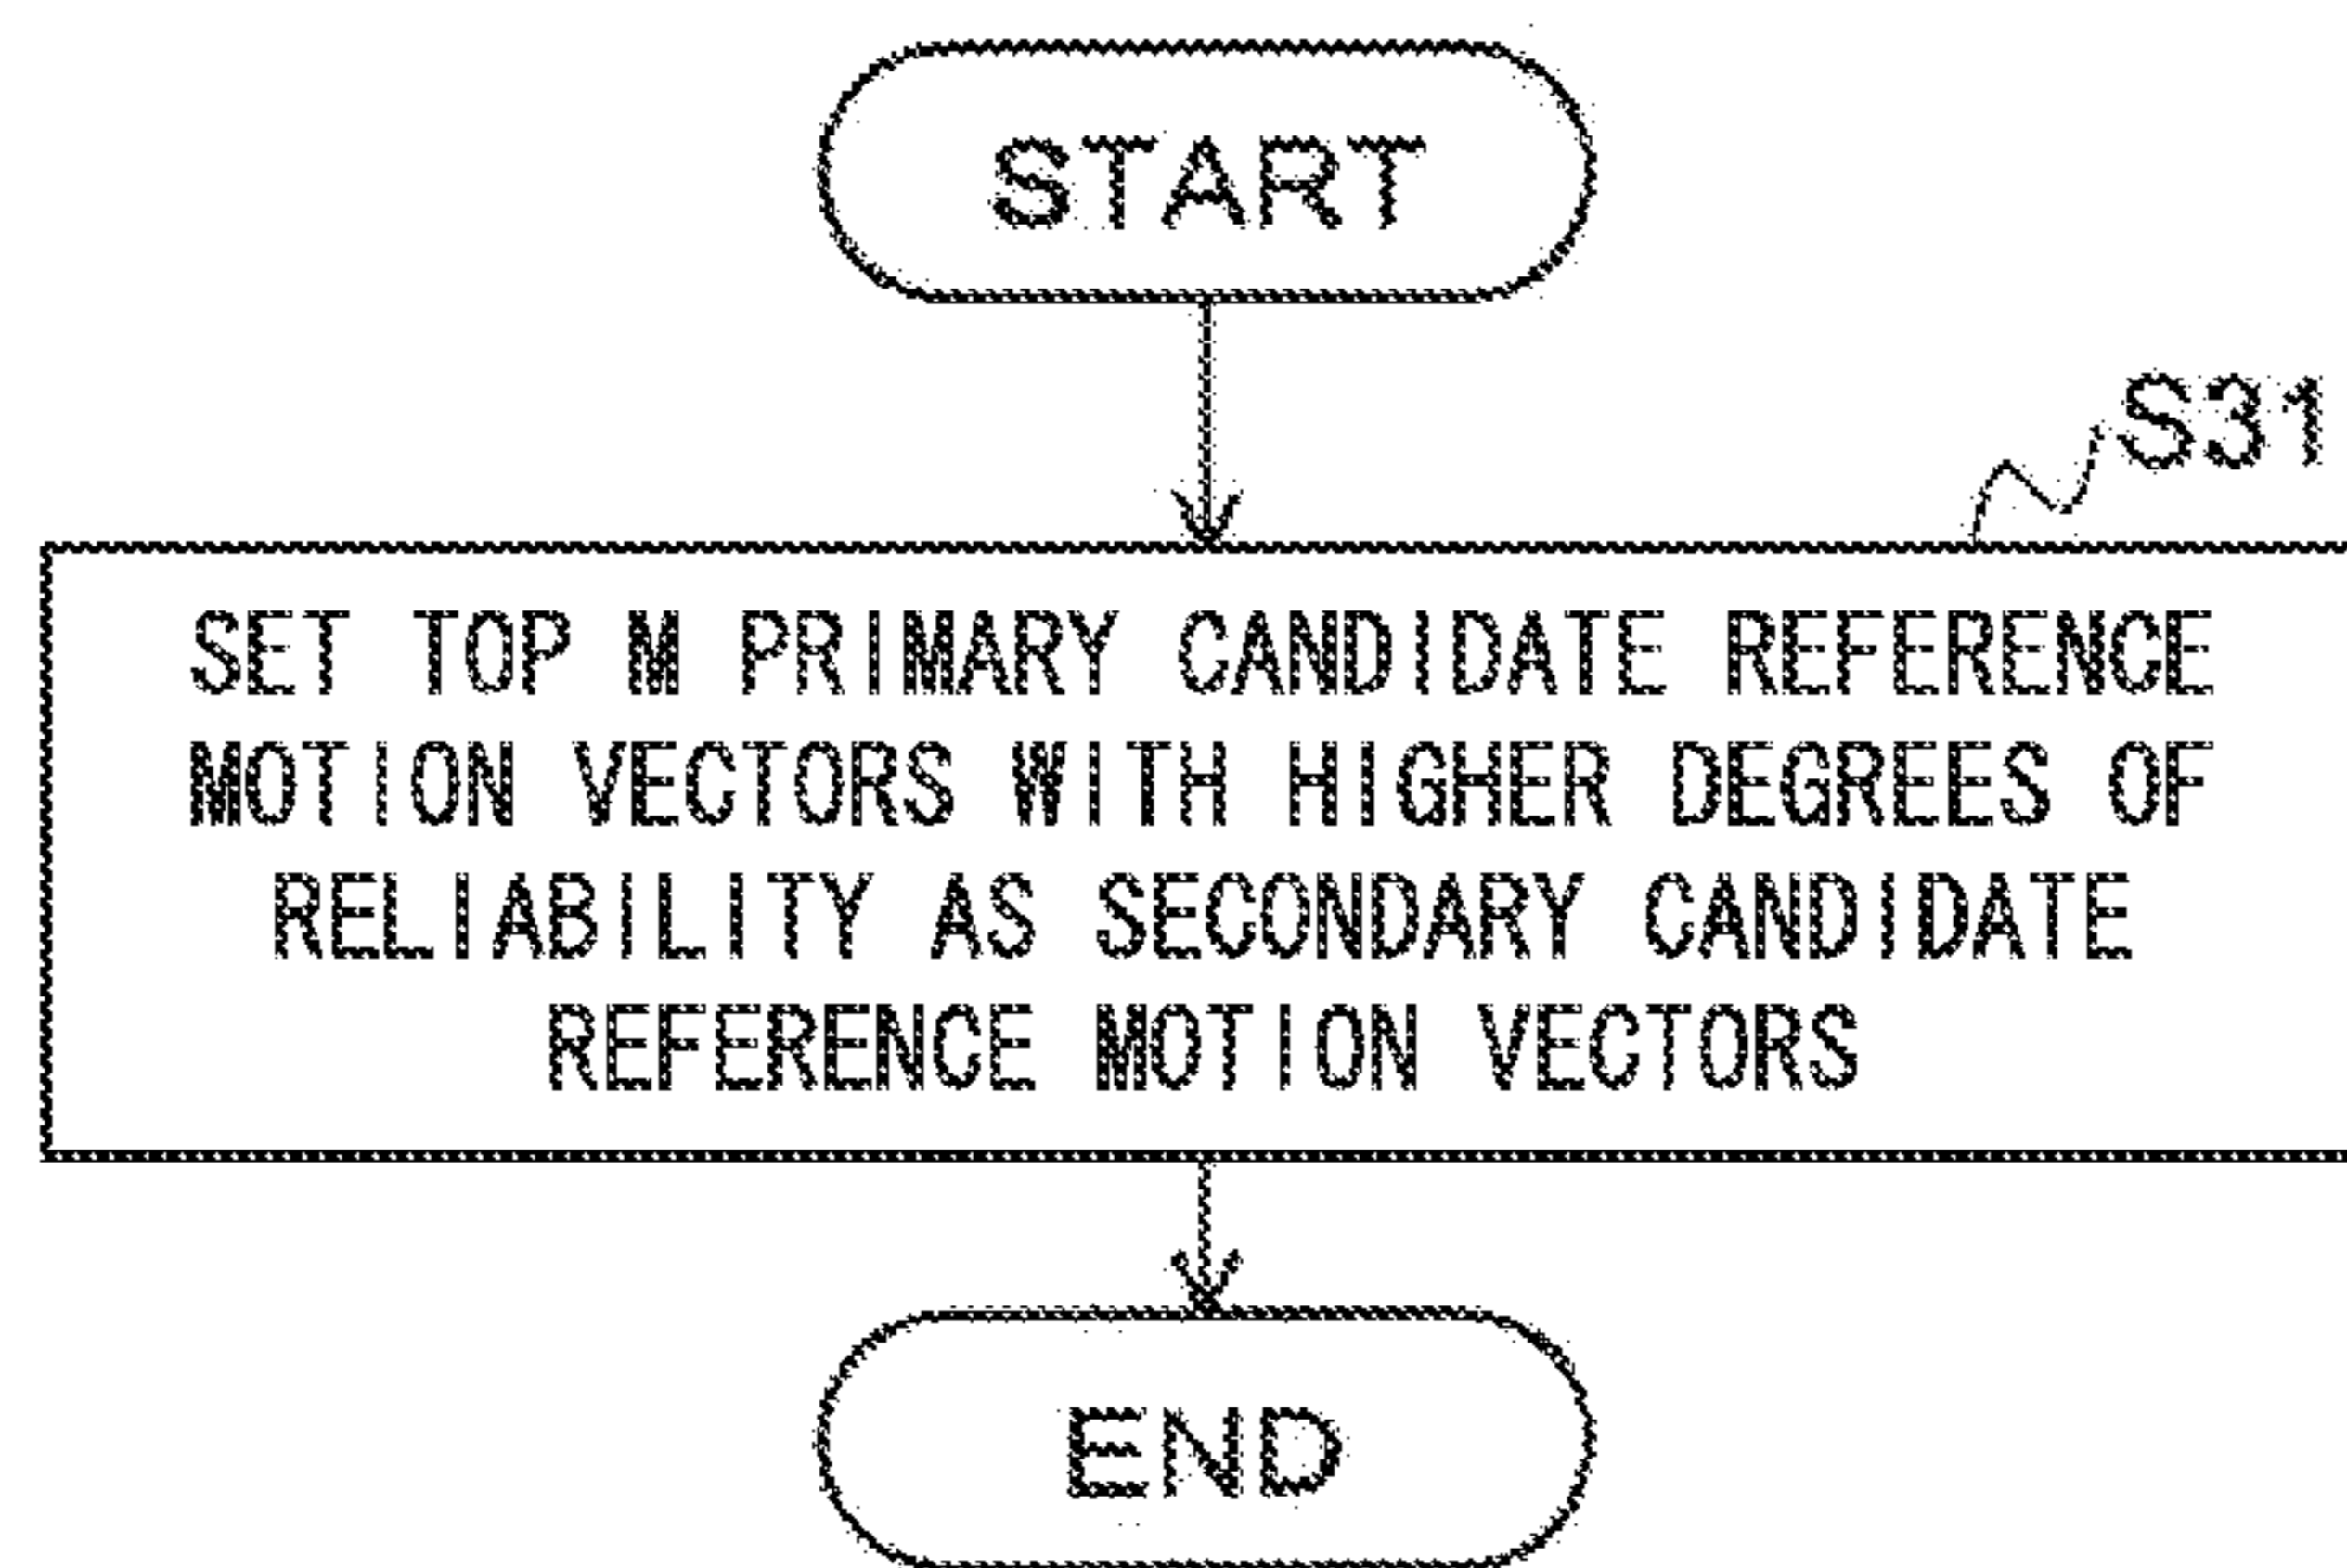 START
S31
SET TOP M PRIMARY CANDIDATE REFERENCE
MOTION VECTORS WITH HIGHER DEGREES OF
RELIABILITY AS SECONDARY CANDIDATE
REFERENCE MOTION VECTORS
END